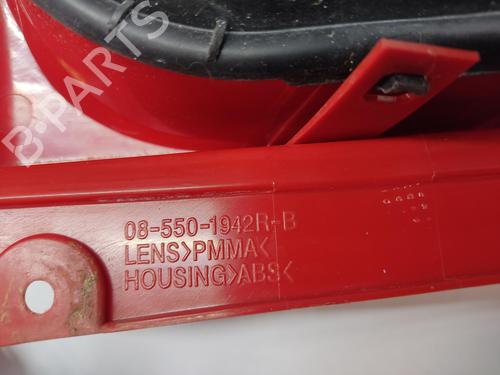 B-PARTS
08-550-1942R-B
LENS>PMMA<
HOUSING>ABS<